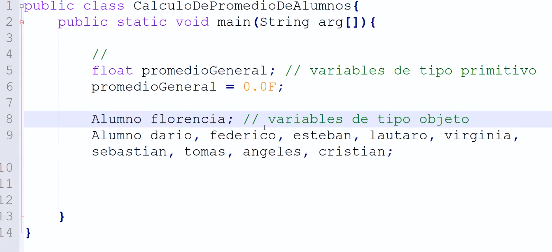 1 public class CalculoDePromedioDeAlumnos{
2 public static void main(String arg[]){
3
4 //
5 float promedioGeneral; // variables de tipo primitivo
6 promedioGeneral = 0.0F;
7
8 Alumno florencia; // variables de tipo objeto
9 Alumno dario, federico, esteban, lautaro, virginia,
sebastian, tomas, angeles, cristian;
10
11
12
13 }
14 }